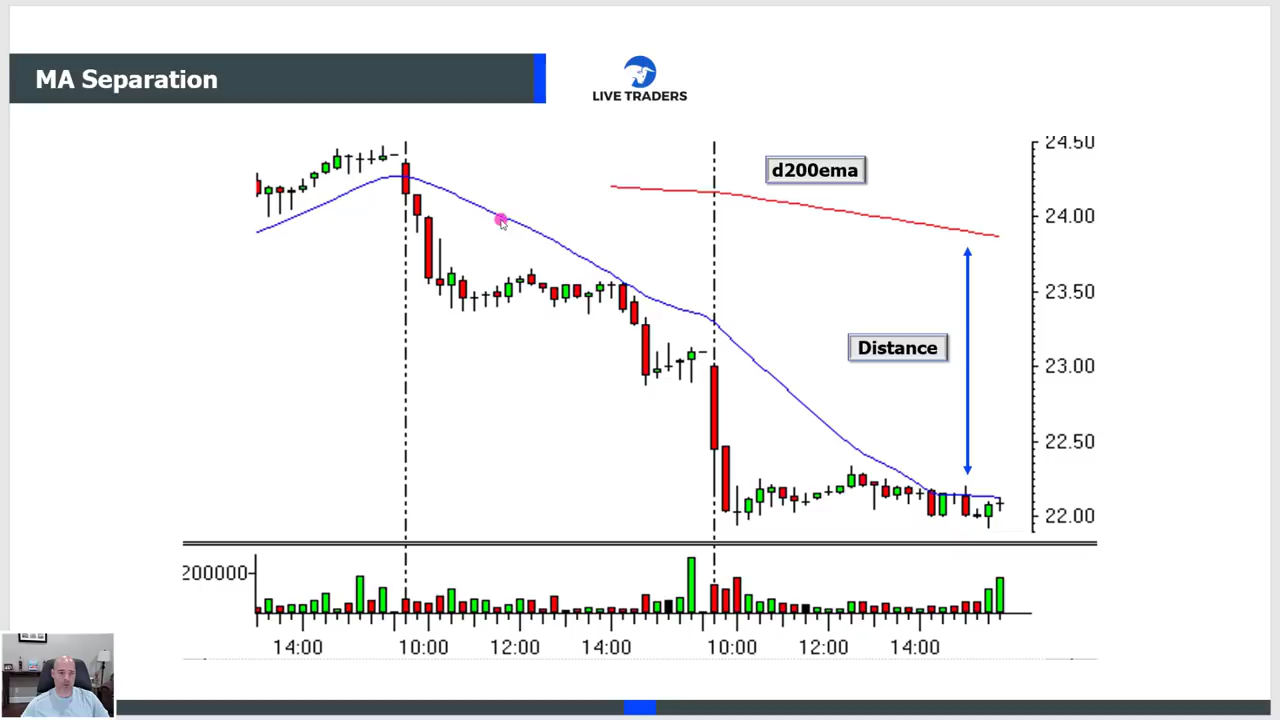 MA Separation
LIVE TRADERS
24.50
d200ema
24.00
23.50
Distance
23.00
22.50
22.00
200000
14:00 10:00 12:00 14:00 10:00 12:00 14:00